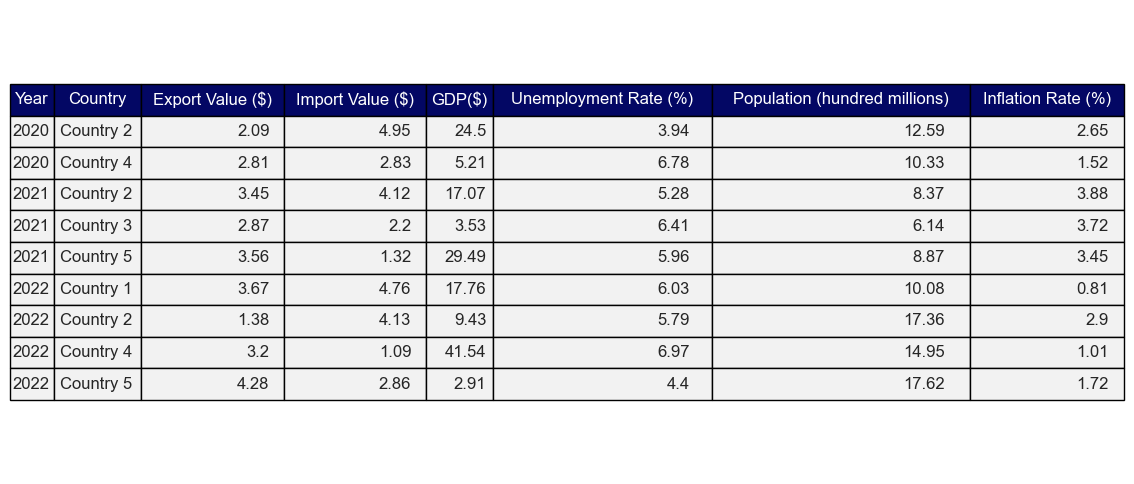 Year Country Export Value ($) Import Value ($) GDP($) Unemployment Rate (%) Population (hundred millions) Inflation Rate (%)
2020 Country 2 2.09 4.95 24.5 3.94 12.59 2.65
2020 Country 4 2.81 2.83 5.21 6.78 10.33 1.52
2021 Country 2 3.45 4.12 17.07 5.28 8.37 3.88
2021 Country 3 2.87 2.2 3.53 6.41 6.14 3.72
2021 Country 5 3.56 1.32 29.49 5.96 8.87 3.45
2022 Country 1 3.67 4.76 17.76 6.03 10.08 0.81
2022 Country 2 1.38 4.13 9.43 5.79 17.36 2.9
2022 Country 4 3.2 1.09 41.54 6.97 14.95 1.01
2022 Country 5 4.28 2.86 2.91 4.4 17.62 1.72